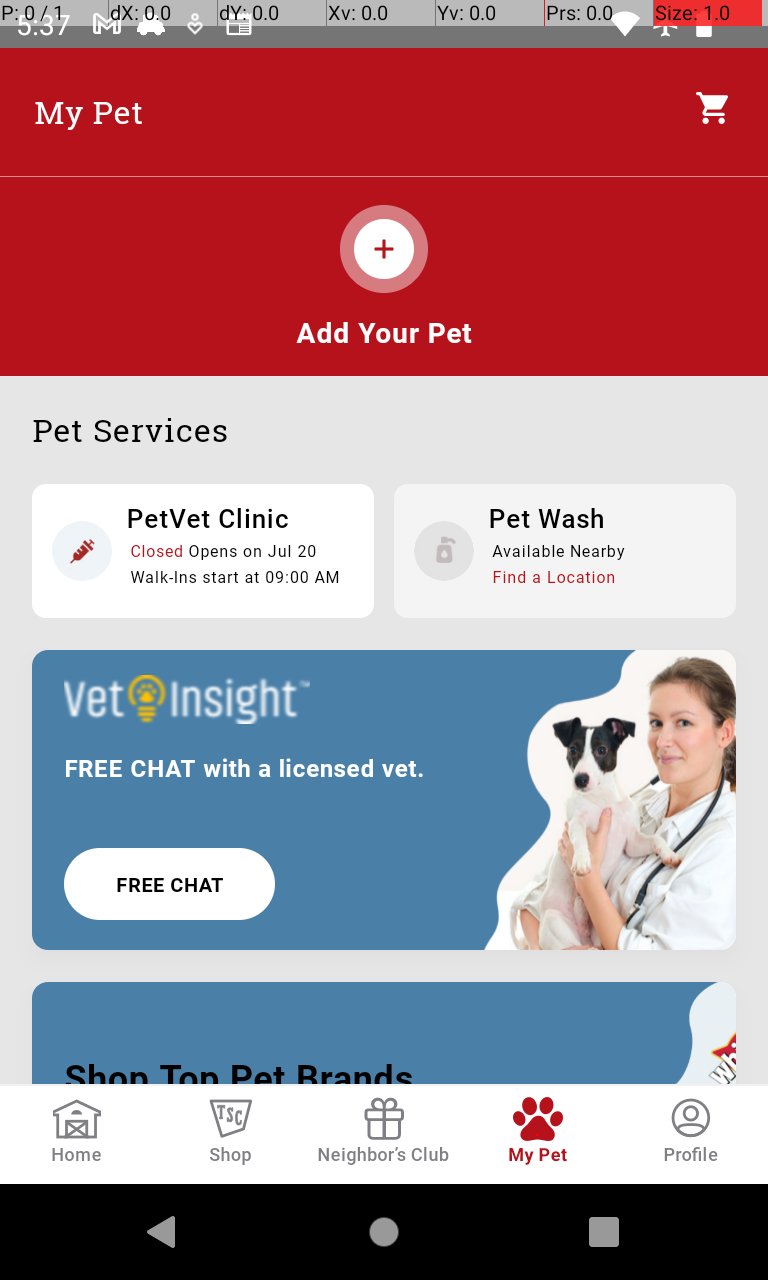 P: 0 / 1 dX: 0.0 dY: 0.0 Xv: 0.0 Yv: 0.0 Prs: 0.0 Size: 1.0
5:37
My Pet
Add Your Pet
Pet Services
PetVet Clinic
Closed Opens on Jul 20
Walk-Ins start at 09:00 AM
Pet Wash
Available Nearby
Find a Location
Vet Insight™
FREE CHAT with a licensed vet.
FREE CHAT
Shop Top Pet Brands
whi
TSC
Home
Shop
Neighbor's Club
My Pet
Profile